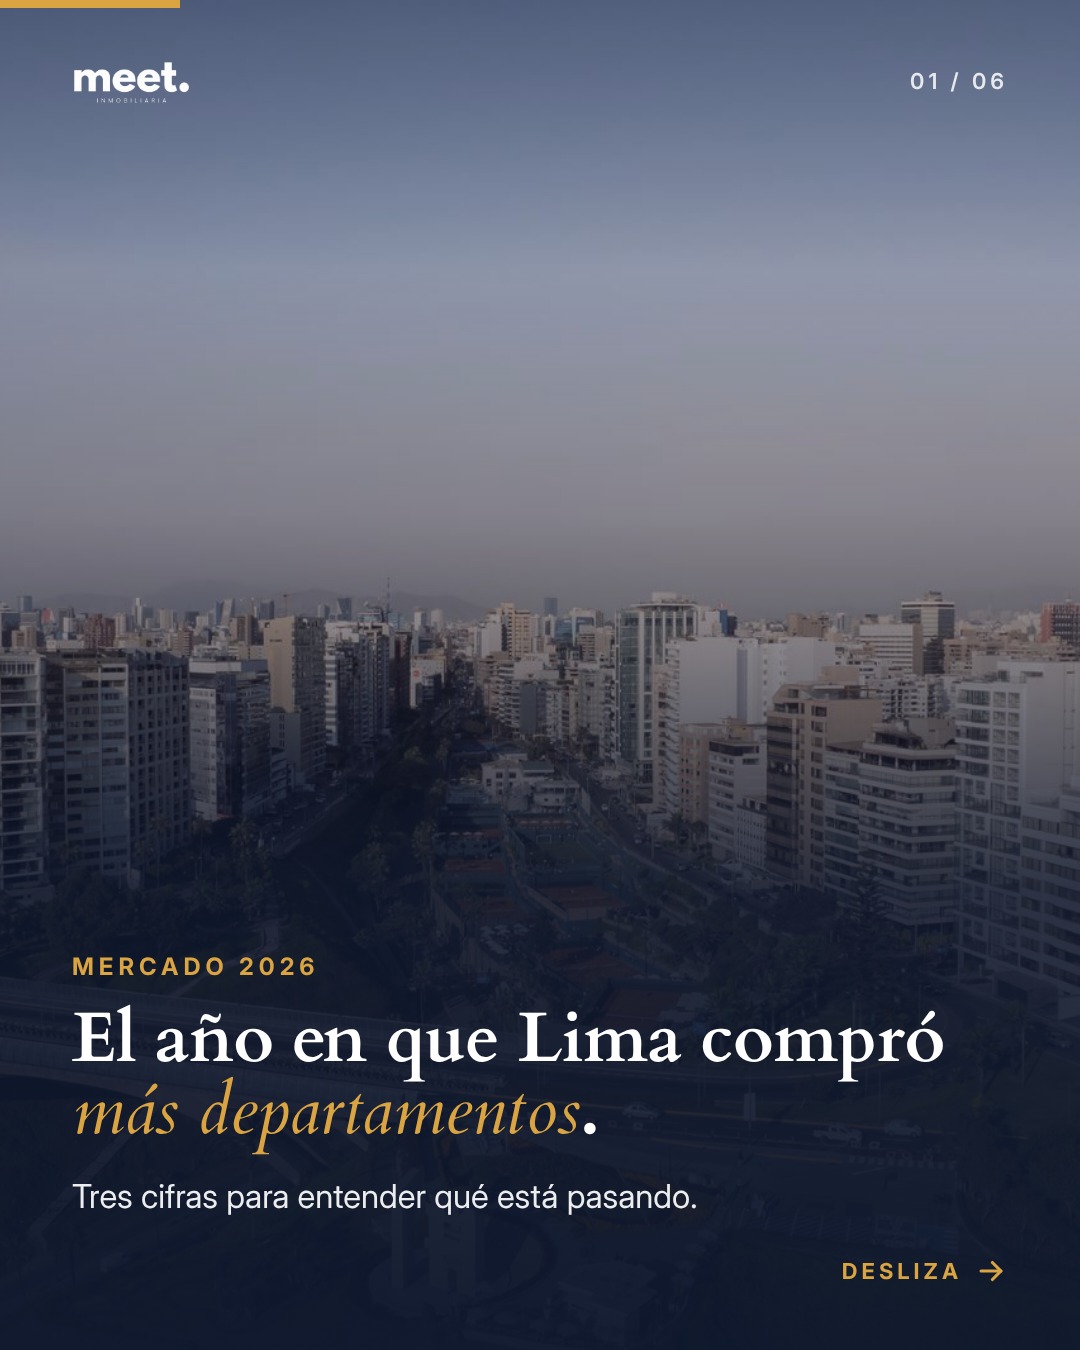 meet.
INMOBILIARIA
01 / 06
MERCADO 2026
El año en que Lima compró
más departamentos.
Tres cifras para entender qué está pasando.
DESLIZA →